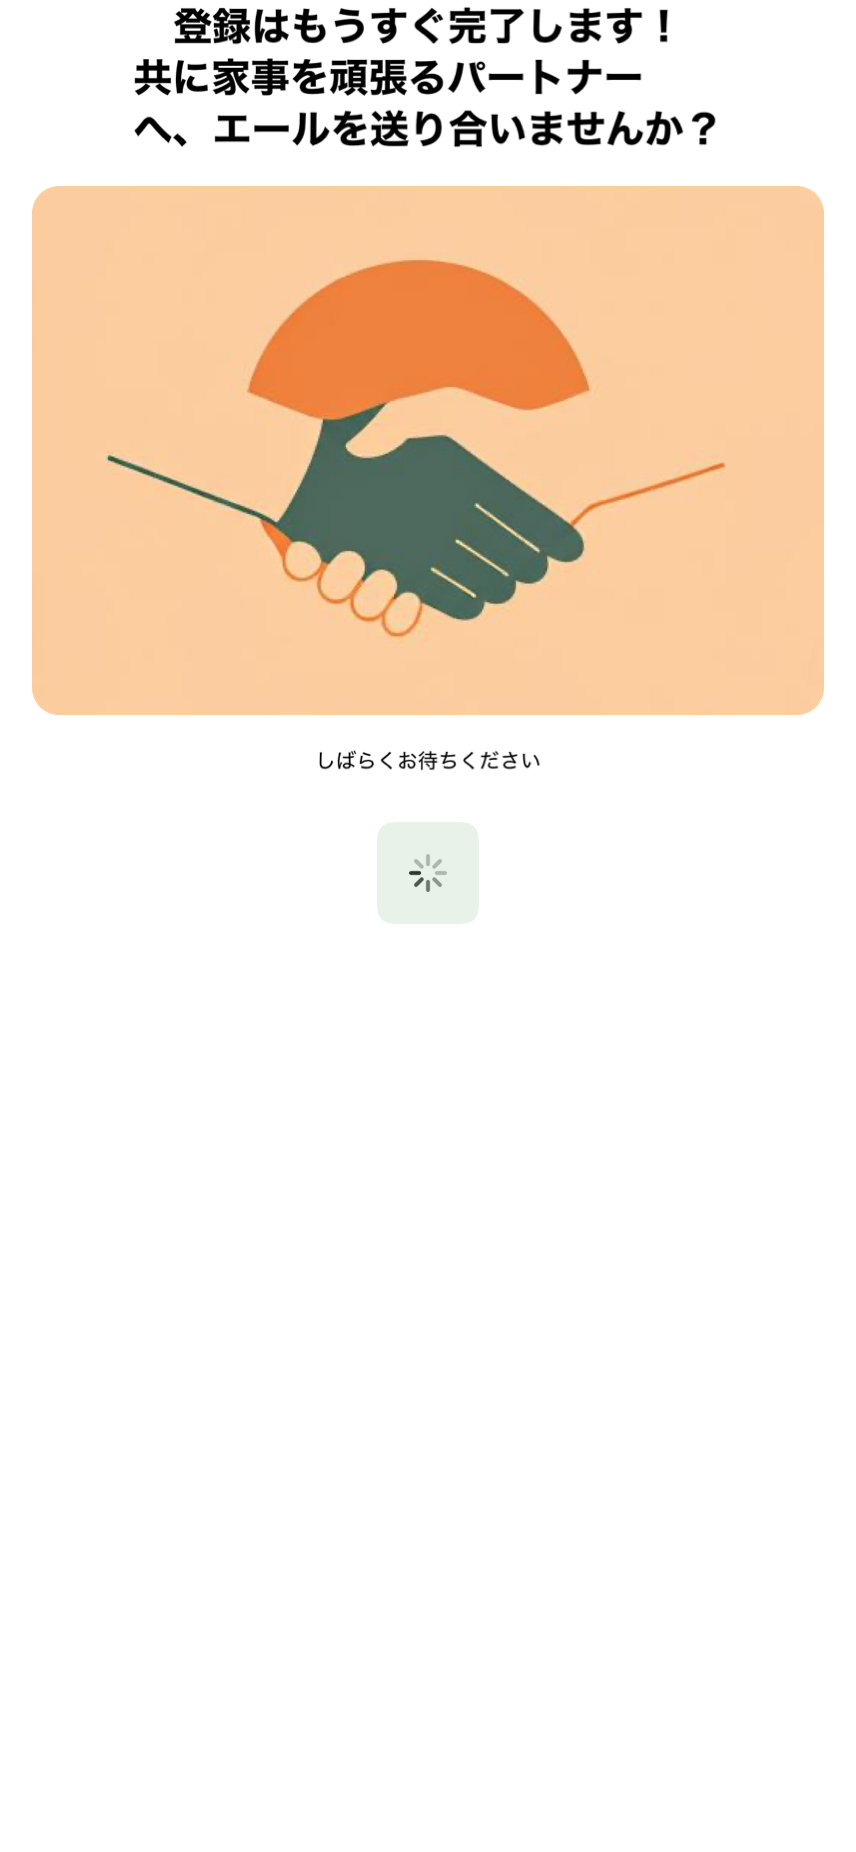 登録はもうすぐ完了します！
共に家事を頑張るパートナー
へ、エールを送り合いませんか？
しばらくお待ちください